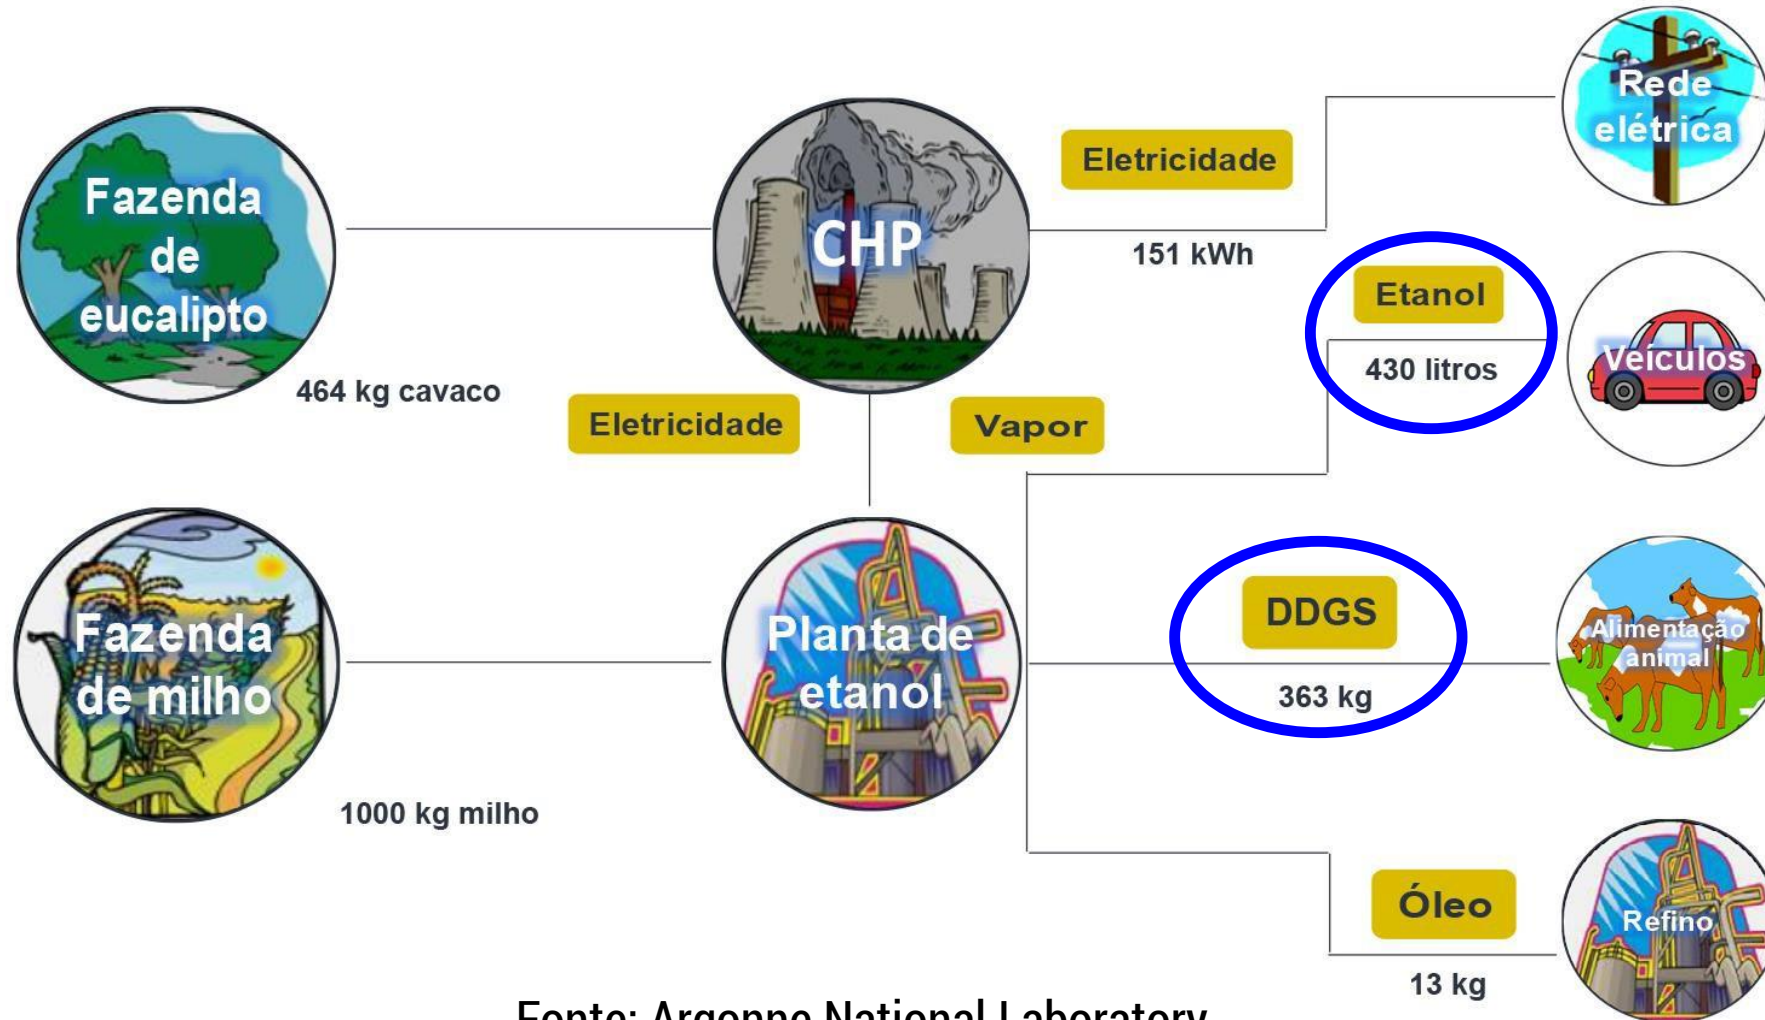 Rede
elétrica
Eletricidade
151 kWh
Fazenda
de
eucalipto
464 kg cavaco
CHP
Eletricidade
Vapor
Etanol
430 litros
Veículos
Fazenda
de milho
1000 kg milho
Planta de
etanol
DDGS
363 kg
Alimentação
animal
Óleo
13 kg
Refino
Fonte: Argonne National Laboratory